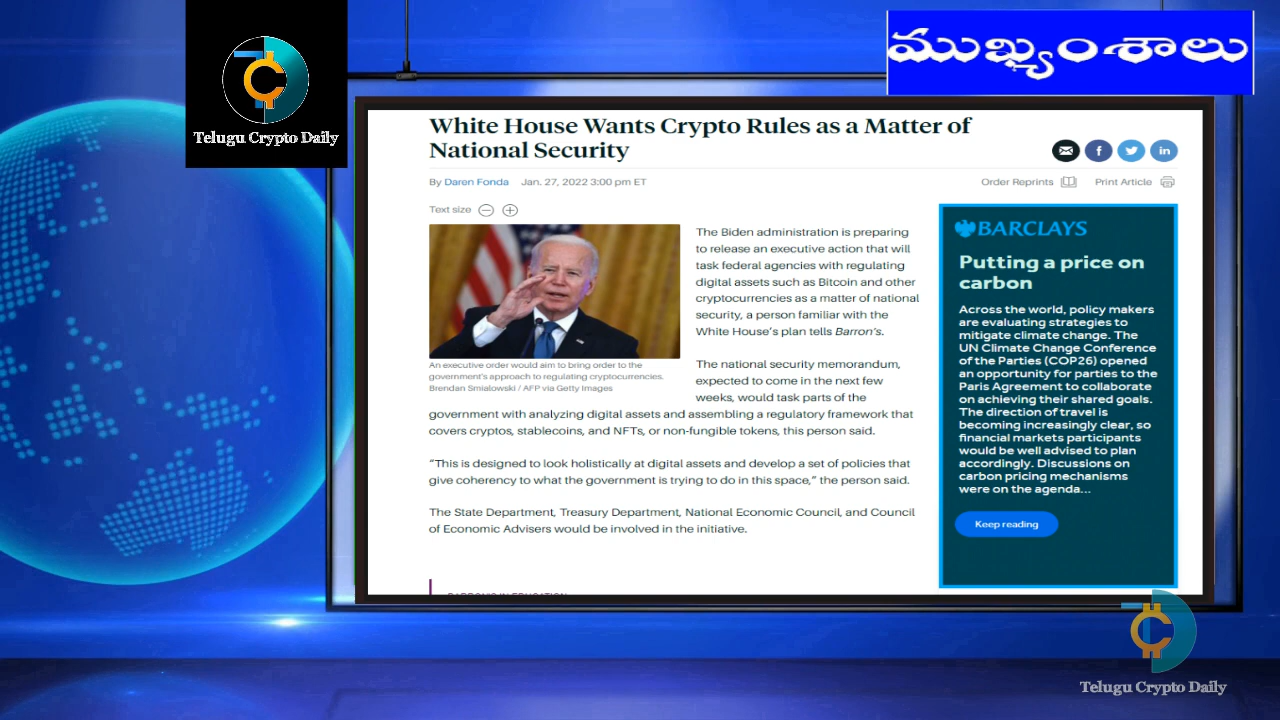 ముఖ్యంశాలు
Telugu Crypto Daily
White House Wants Crypto Rules as a Matter of
National Security
By Daren Fonda Jan. 27, 2022 3:00 pm ET
Order Reprints Print Article
Text size
The Biden administration is preparing
to release an executive action that will
task federal agencies with regulating
digital assets such as Bitcoin and other
cryptocurrencies as a matter of national
security, a person familiar with the
White House's plan tells Barron's.
An executive order would aim to bring order to the
government's approach to regulating cryptocurrencies.
Brendan Smialowski / AFP via Getty Images
The national security memorandum,
expected to come in the next few
weeks, would task parts of the
government with analyzing digital assets and assembling a regulatory framework that
covers cryptos, stablecoins, and NFTs, or non-fungible tokens, this person said.
“This is designed to look holistically at digital assets and develop a set of policies that
give coherency to what the government is trying to do in this space,” the person said.
The State Department, Treasury Department, National Economic Council, and Council
of Economic Advisers would be involved in the initiative.
BARCLAYS
Putting a price on
carbon
Across the world, policy makers
are evaluating strategies to
mitigate climate change. The
UN Climate Change Conference
of the Parties (COP26) opened
an opportunity for parties to the
Paris Agreement to collaborate
on achieving their shared goals.
The direction of travel is
becoming increasingly clear, so
financial markets participants
would be well advised to plan
accordingly. Discussions on
carbon pricing mechanisms
were on the agenda...
Keep reading
Telugu Crypto Daily